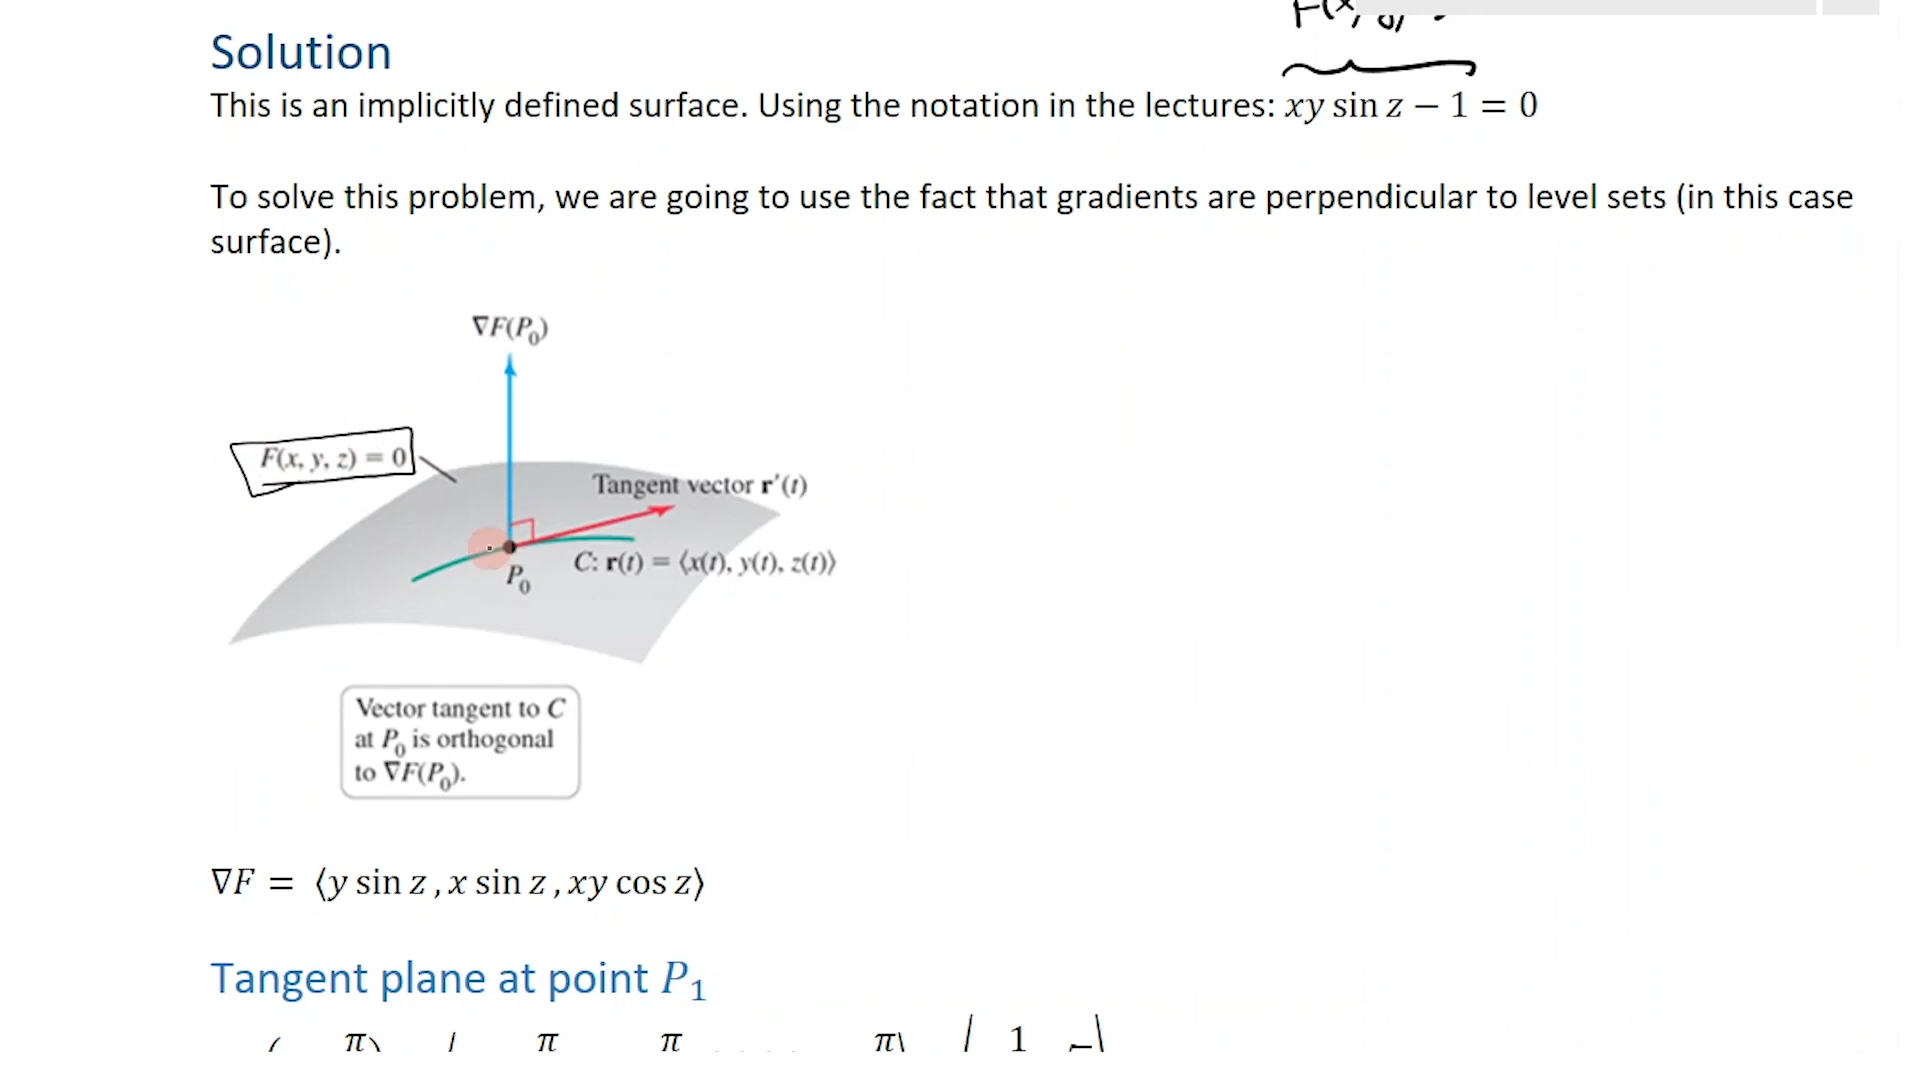 Solution
This is an implicitly defined surface. Using the notation in the lectures: xy sin z − 1 = 0
To solve this problem, we are going to use the fact that gradients are perpendicular to level sets (in this case
surface).
∇F(P₀)
F(x, y, z) = 0
Tangent vector r′(t)
C: r(t) = ⟨x(t), y(t), z(t)⟩
P₀
Vector tangent to C
at P₀ is orthogonal
to ∇F(P₀).
∇F = ⟨y sin z , x sin z , xy cos z⟩
Tangent plane at point P₁